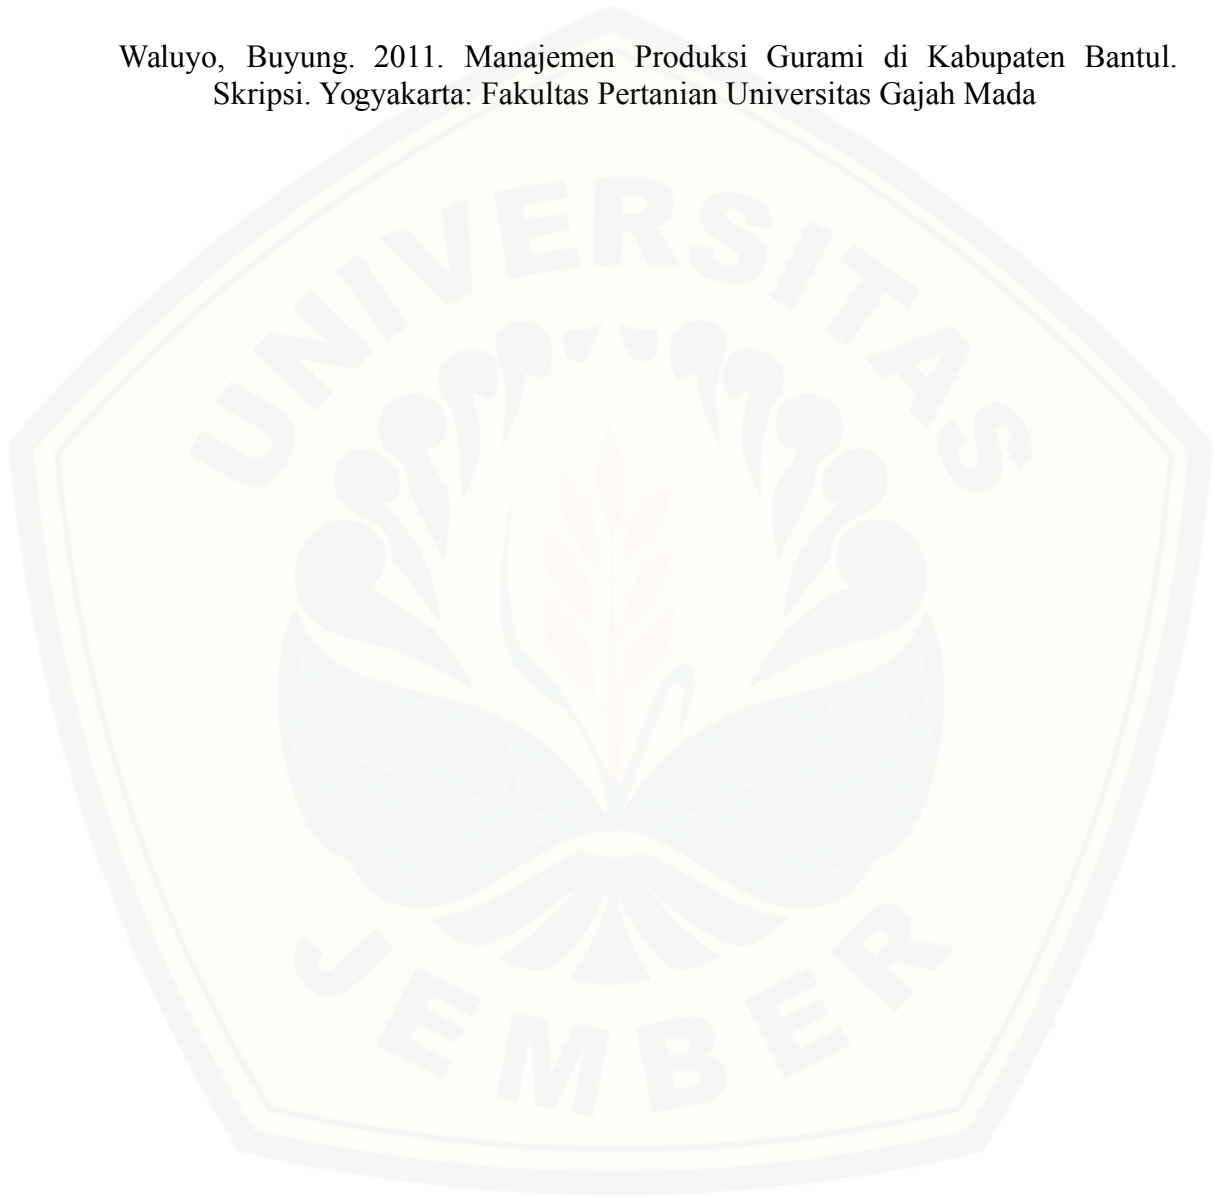 Waluyo, Buyung. 2011. Manajemen Produksi Gurami di Kabupaten Bantul.
Skripsi. Yogyakarta: Fakultas Pertanian Universitas Gajah Mada
UNIVERSITAS
JEMBER